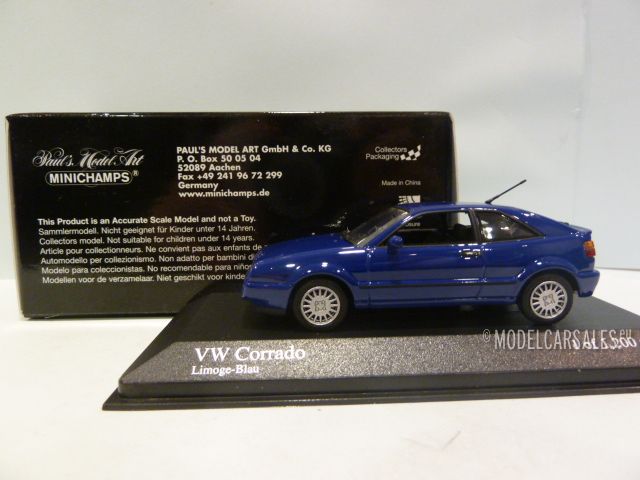 Paul's Model Art
MINICHAMPS®
PAUL'S MODEL ART GmbH & Co. KG
P. O. Box 50 05 04
52089 Aachen
Fax +49 241 96 72 299
Germany
www.minichamps.de
Collectors
Packaging
Made in China
This Product is an Accurate Scale Model and not a Toy.
Sammlermodell. Nicht geeignet für Kinder unter 14 Jahren.
Collectors model. Not suitable for children under 14 years.
Article pour collectionneurs. Ne convient pas aux enfants de
Automodello per collezionismo. Non adatto per bambini di
Modelo para coleccionistas. No recomendable para niños
Modellen voor de verzamelaar. Niet geschikt voor kinder
VW Corrado
Limoge-Blau
© MODELCARSALES.eu